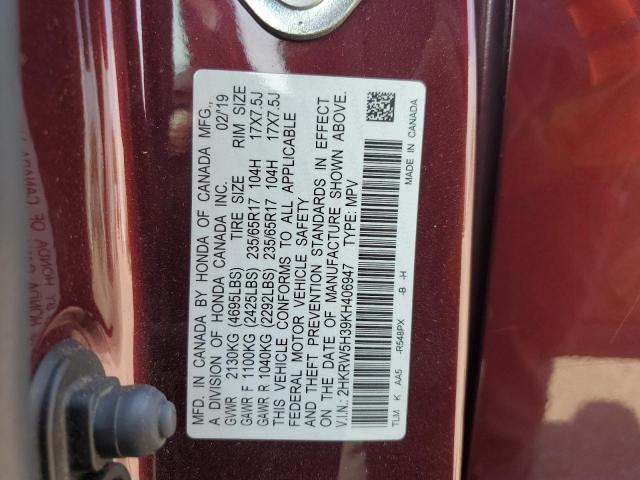 MFD. IN CANADA BY HONDA OF CANADA MFG.,
A DIVISION OF HONDA CANADA INC. 02/19
GVWR 2130KG (4695LBS) TIRE SIZE RIM SIZE
GAWR F 1100KG (2425LBS) 235/65R17 104H 17X7.5J
GAWR R 1040KG (2292LBS) 235/65R17 104H 17X7.5J
THIS VEHICLE CONFORMS TO ALL APPLICABLE
FEDERAL MOTOR VEHICLE SAFETY
AND THEFT PREVENTION STANDARDS IN EFFECT
ON THE DATE OF MANUFACTURE SHOWN ABOVE.
V.I.N.: 2HKRW5H39KH406947 TYPE: MPV
TLM K AA5 -R548PX -B -H MADE IN CANADA